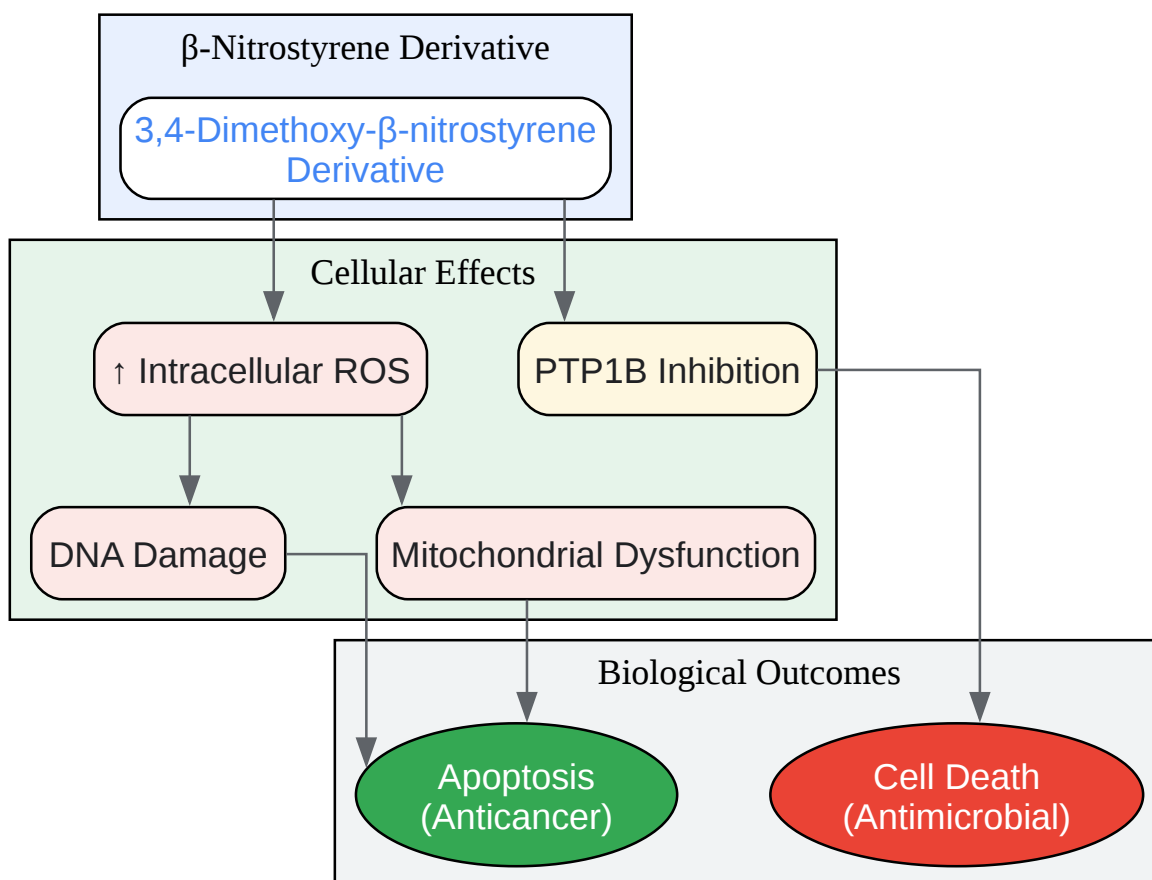 β-Nitrostyrene Derivative
3,4-Dimethoxy-β-nitrostyrene
Derivative
Cellular Effects
↑ Intracellular ROS
PTP1B Inhibition
DNA Damage
Mitochondrial Dysfunction
Biological Outcomes
Apoptosis
(Anticancer)
Cell Death
(Antimicrobial)